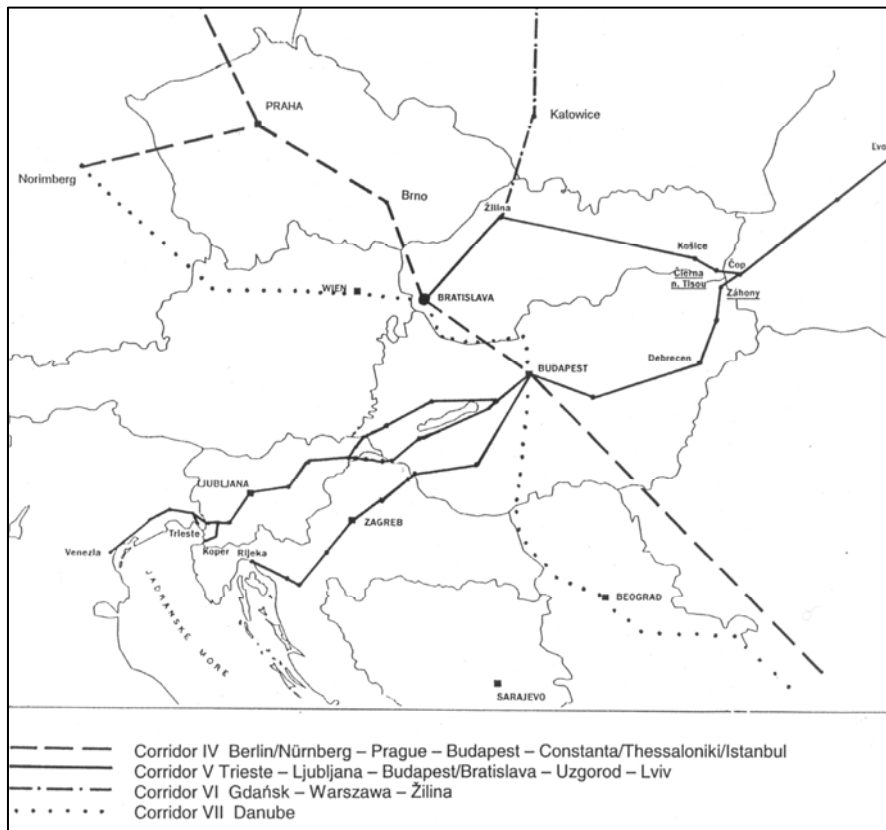 PRAHA
Katowice
Norimberg
Brno
Žilina
Košice
Čop
Čierna
n. Tisou
Záhony
WIEN
BRATISLAVA
Debrecen
BUDAPEST
LJUBLJANA
ZAGREB
Trieste
Koper
Rijeka
Venezia
JADRANSKE MORE
BEOGRAD
SARAJEVO
Corridor IV Berlin/Nürnberg – Prague – Budapest – Constanta/Thessaloniki/Istanbul
Corridor V Trieste – Ljubljana – Budapest/Bratislava – Uzgorod – Lviv
Corridor VI Gdańsk – Warszawa – Žilina
Corridor VII Danube